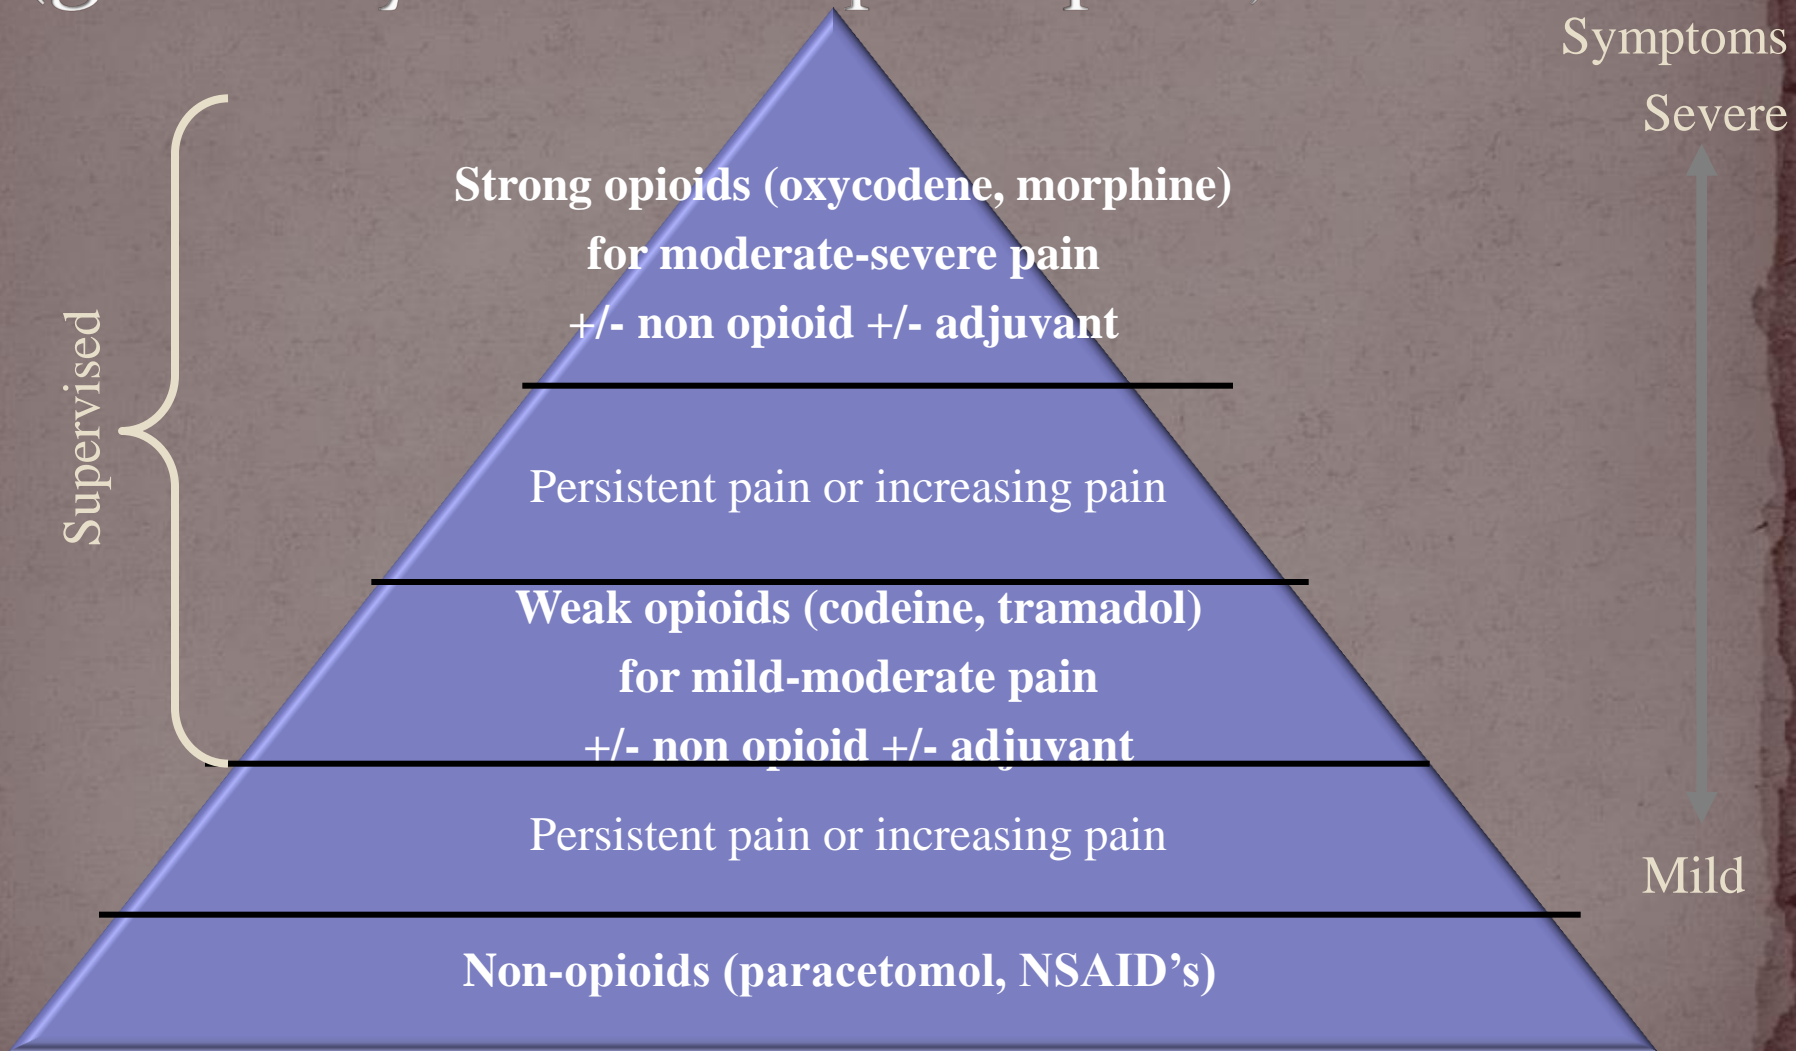 Symptoms
Severe
Strong opioids (oxycodene, morphine)
for moderate-severe pain
+/- non opioid +/- adjuvant
Supervised
Persistent pain or increasing pain
Weak opioids (codeine, tramadol)
for mild-moderate pain
+/- non opioid +/- adjuvant
Persistent pain or increasing pain
Mild
Non-opioids (paracetomol, NSAID’s)